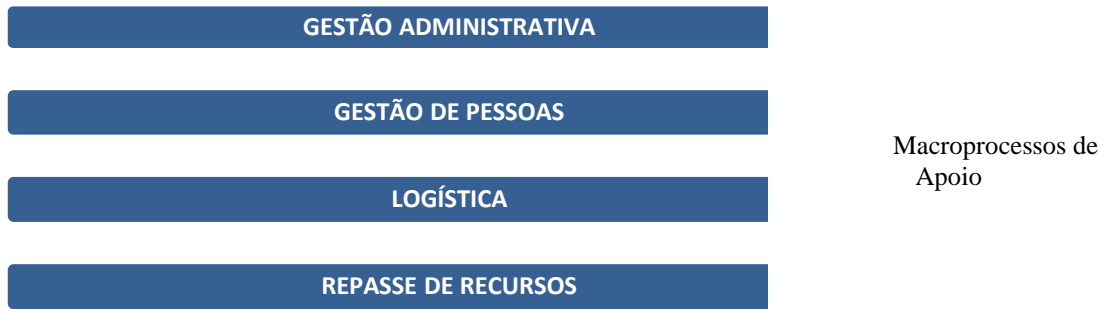 GESTÃO ADMINISTRATIVA
GESTÃO DE PESSOAS
Macroprocessos de
Apoio
LOGÍSTICA
REPASSE DE RECURSOS